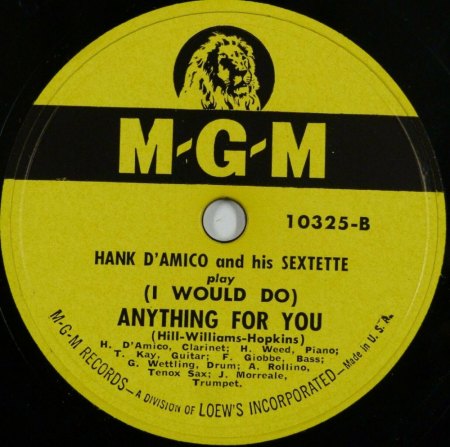 M-G-M
10325-B
HANK D'AMICO and his SEXTETTE
play
(I WOULD DO)
ANYTHING FOR YOU
(Hill-Williams-Hopkins)
H. D'Amico, Clarinet; H. Weed, Piano;
T. Kay, Guitar; F. Giobbe, Bass;
G. Wettling, Drum; A. Rollino,
Tenox Sax; J. Morreale,
Trumpet.
M-G-M RECORDS—A DIVISION OF LOEW'S INCORPORATED—Made in U. S. A.